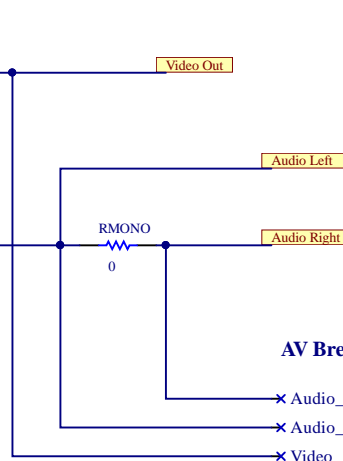 Video Out
Audio Left
RMONO
Audio Right
0
AV Bre
Audio_
Audio_
Video